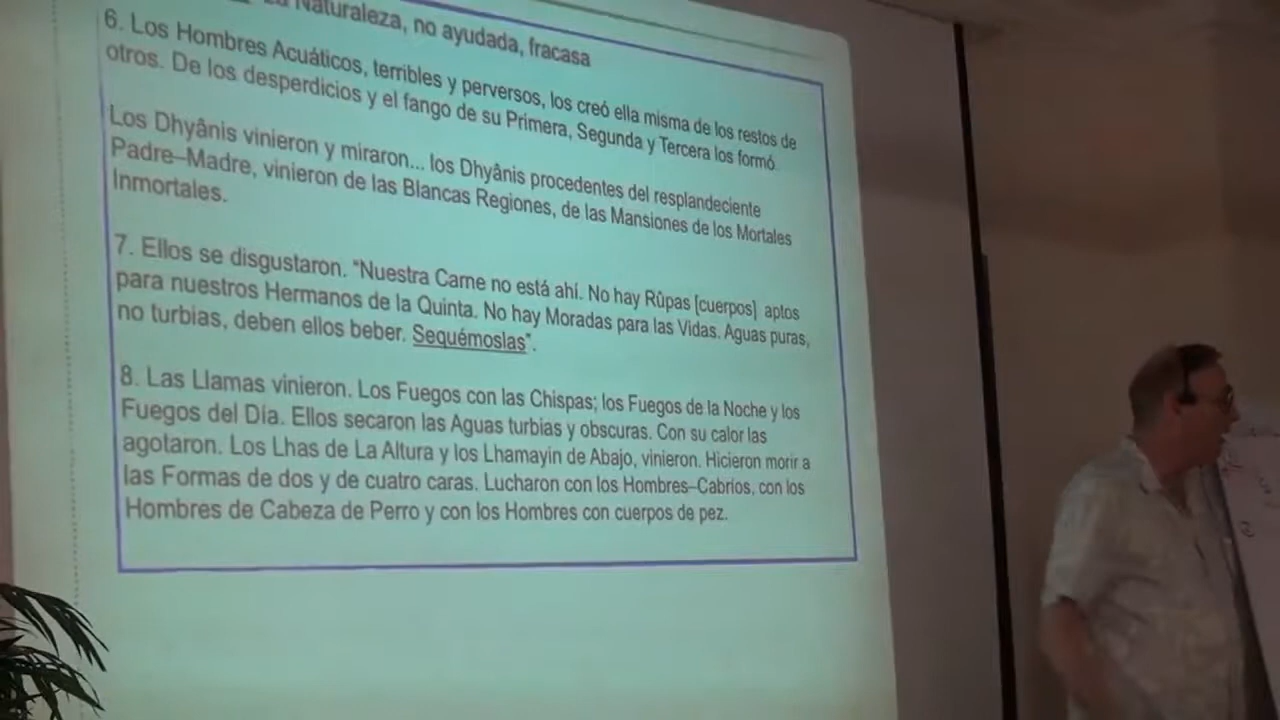 La Naturaleza, no ayudada, fracasa
6. Los Hombres Acuáticos, terribles y perversos, los creó ella misma de los restos de
otros. De los desperdicios y el fango de su Primera, Segunda y Tercera los formó.
Los Dhyânis vinieron y miraron... los Dhyânis procedentes del resplandeciente
Padre–Madre, vinieron de las Blancas Regiones, de las Mansiones de los Mortales
Inmortales.
7. Ellos se disgustaron. “Nuestra Carne no está ahí. No hay Rûpas [cuerpos] aptos
para nuestros Hermanos de la Quinta. No hay Moradas para las Vidas. Aguas puras,
no turbias, deben ellos beber. Sequémoslas”.
8. Las Llamas vinieron. Los Fuegos con las Chispas; los Fuegos de la Noche y los
Fuegos del Día. Ellos secaron las Aguas turbias y obscuras. Con su calor las
agotaron. Los Lhas de La Altura y los Lhamayin de Abajo, vinieron. Hicieron morir a
las Formas de dos y de cuatro caras. Lucharon con los Hombres–Cabrios, con los
Hombres de Cabeza de Perro y con los Hombres con cuerpos de pez.